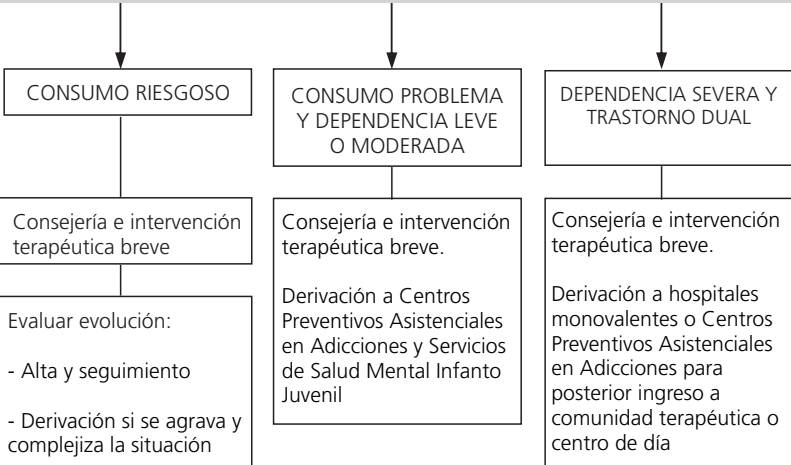 CONSUMO RIESGOSO
Consejería e intervención
terapéutica breve
Evaluar evolución:
- Alta y seguimiento
- Derivación si se agrava y
complejiza la situación
CONSUMO PROBLEMA
Y DEPENDENCIA LEVE
O MODERADA
Consejería e intervención
terapéutica breve.
Derivación a Centros
Preventivos Asistenciales
en Adicciones y Servicios
de Salud Mental Infanto
Juvenil
DEPENDENCIA SEVERA Y
TRASTORNO DUAL
Consejería e intervención
terapéutica breve.
Derivación a hospitales
monovalentes o Centros
Preventivos Asistenciales
en Adicciones para
posterior ingreso a
comunidad terapéutica o
centro de día